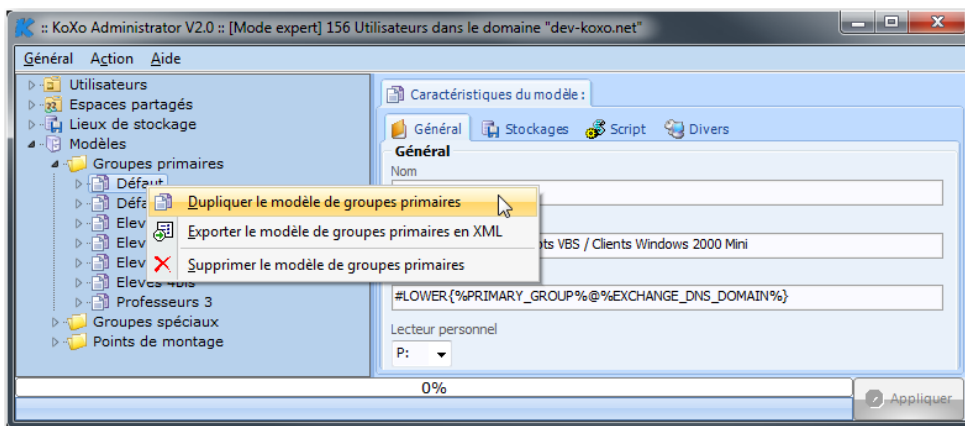 :: KoXo Administrator V2.0 :: [Mode expert] 156 Utilisateurs dans le domaine "dev-koxo.net"
Général Action Aide
Utilisateurs
Espaces partagés
Lieux de stockage
Modèles
Groupes primaires
Défaut
Dupliquer le modèle de groupes primaires
Exporter le modèle de groupes primaires en XML
Supprimer le modèle de groupes primaires
Eleves 4bis
Professeurs 3
Groupes spéciaux
Points de montage
Caractéristiques du modèle :
Général Stockages Script Divers
Général
Nom
VBS / Clients Windows 2000 Mini
#LOWER{%PRIMARY_GROUP%@%EXCHANGE_DNS_DOMAIN%}
Lecteur personnel
P:
0%
Appliquer